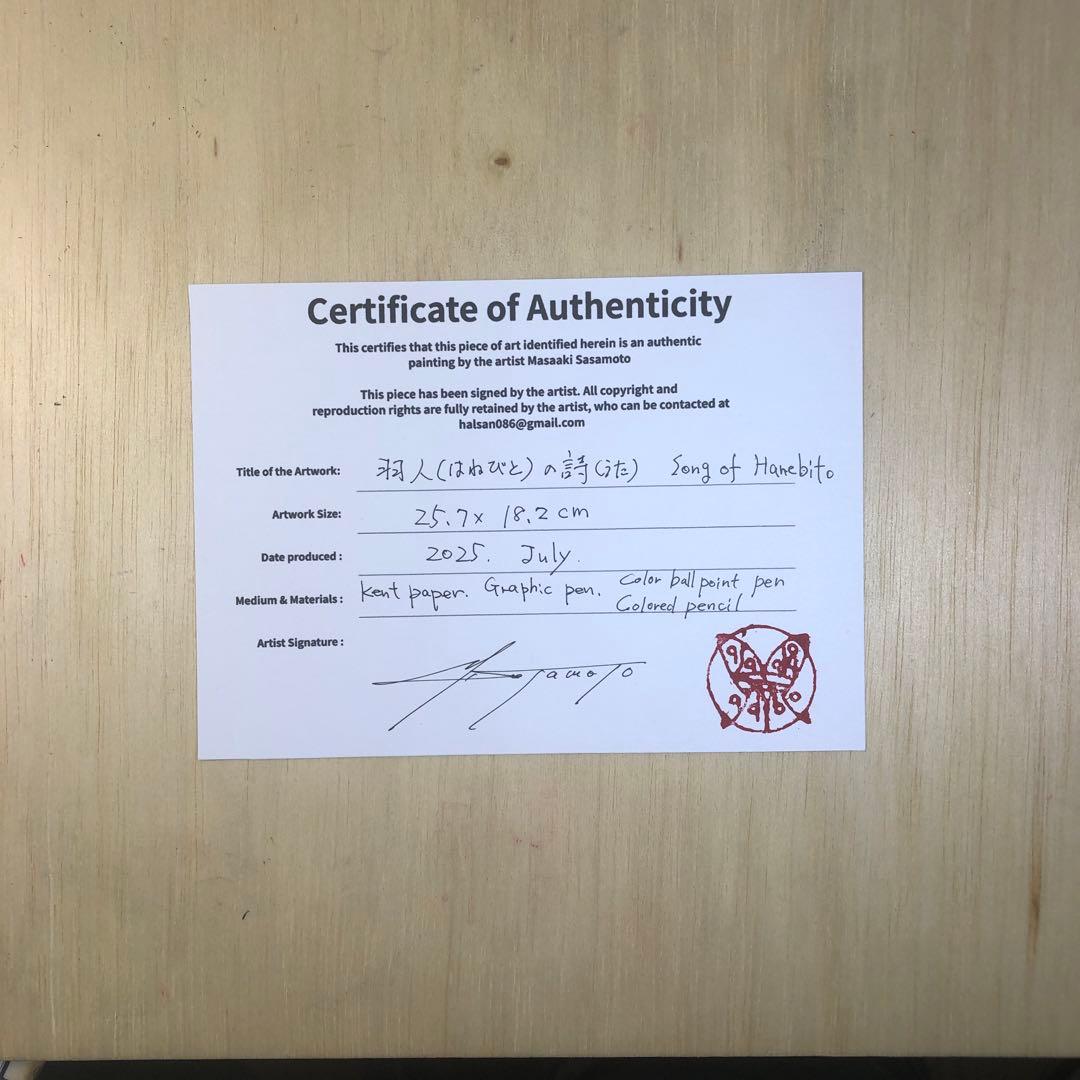 Certificate of Authenticity
This certifies that this piece of art identified herein is an authentic
painting by the artist Masaaki Sasamoto
This piece has been signed by the artist. All copyright and
reproduction rights are fully retained by the artist, who can be contacted at
halsan086@gmail.com
Title of the Artwork: 羽人(はねびと)の詩(うた) Song of Hanebito
Artwork Size: 25.7x 18.2cm
Date produced : 2025. July.
Medium & Materials : Kent paper. Graphic pen. Color ball point pen
Colored pencil
Artist Signature :